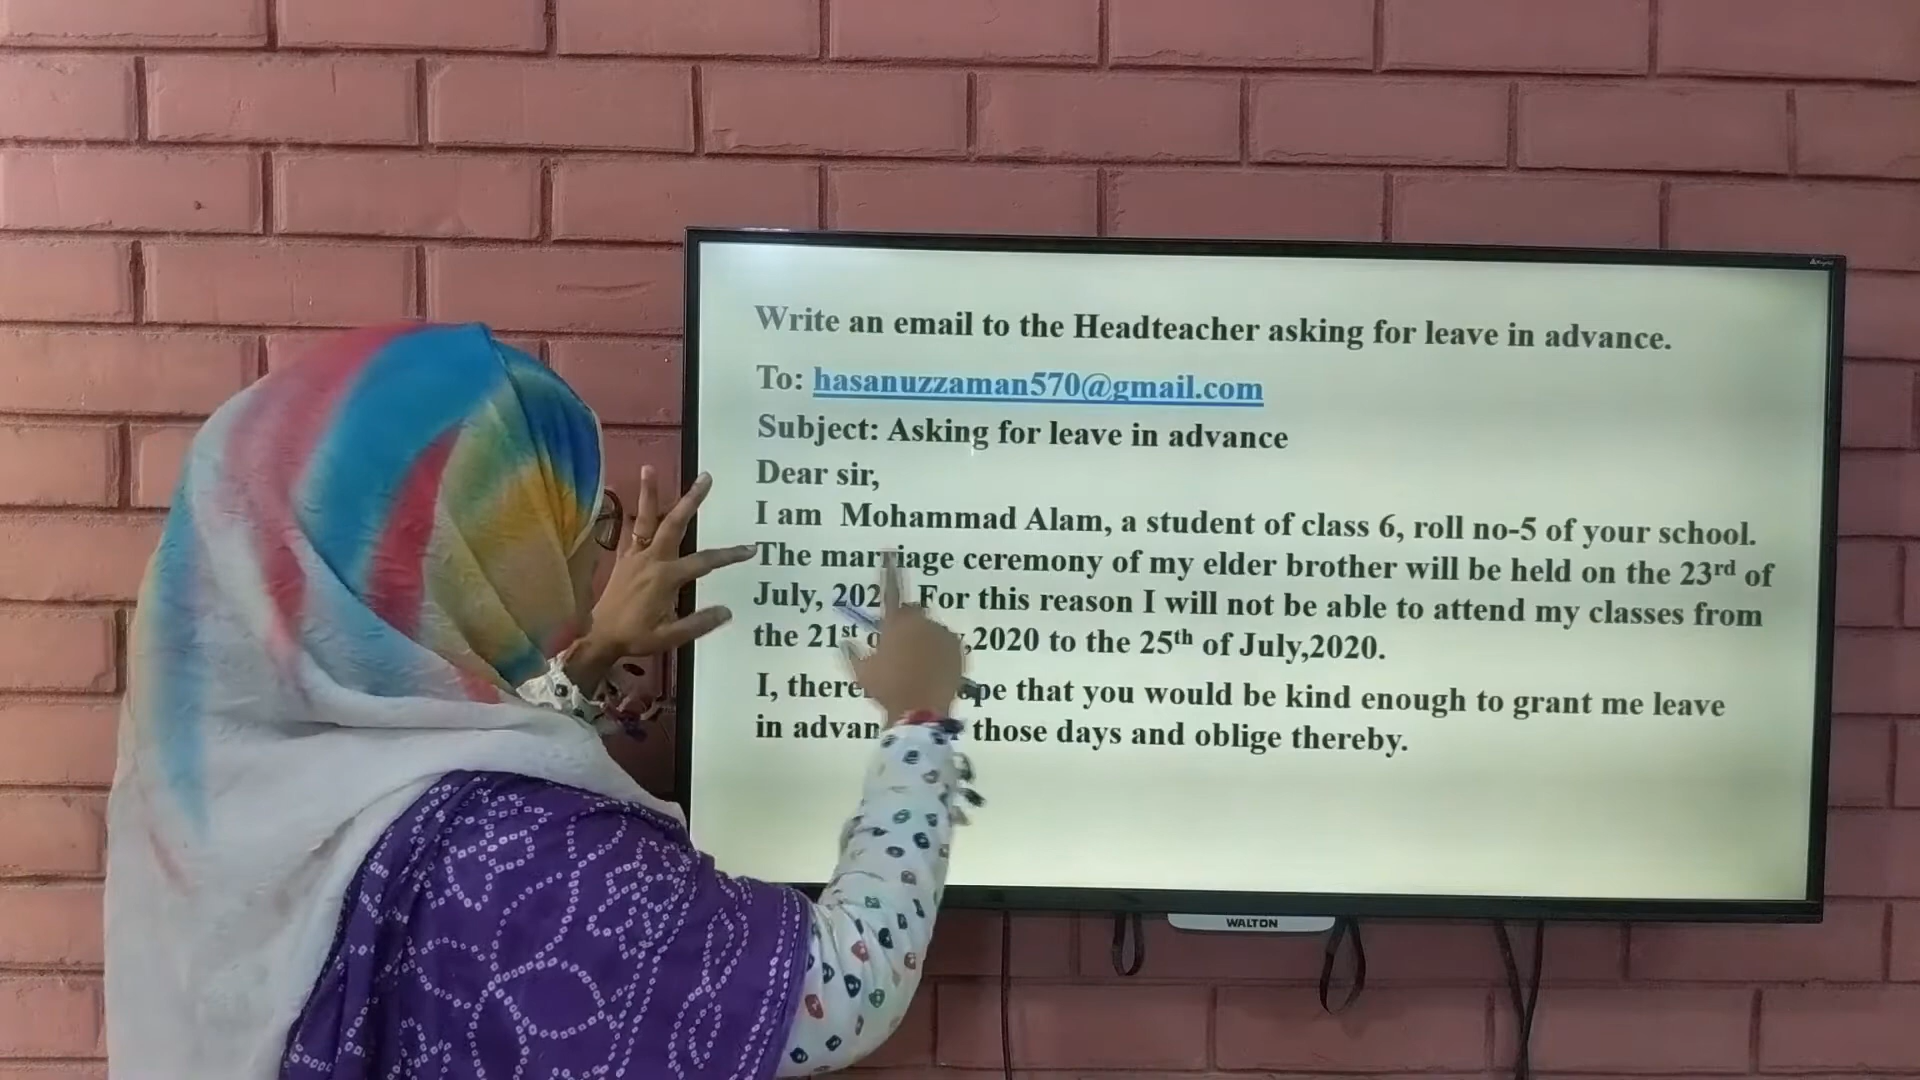 Write an email to the Headteacher asking for leave in advance.
To: hasanuzzaman570@gmail.com
Subject: Asking for leave in advance
Dear sir,
I am Mohammad Alam, a student of class 6, roll no-5 of your school.
The marriage ceremony of my elder brother will be held on the 23rd of
July, 202 For this reason I will not be able to attend my classes from
the 21st ,2020 to the 25th of July,2020.
I, that you would be kind enough to grant me leave
in those days and oblige thereby.
WALTON